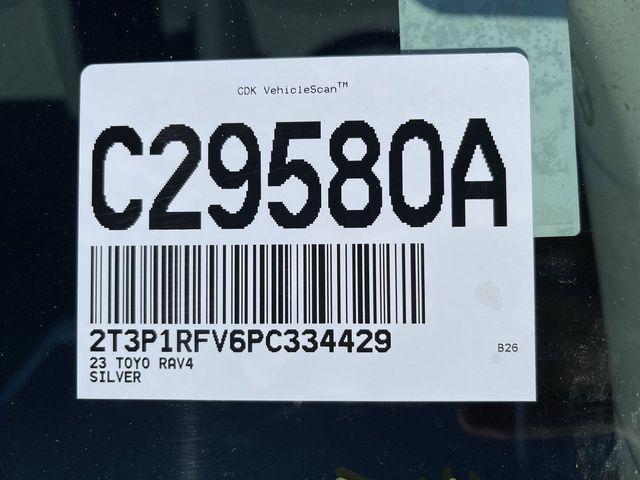 CDK VehicleScan™
C29580A
2T3P1RFV6PC334429
23 TOYO RAV4
SILVER
B26